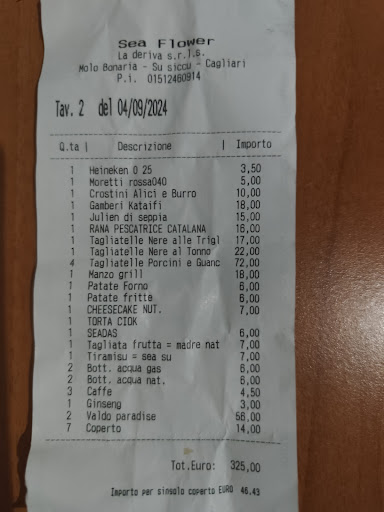 Sea Flower
La deriva s.r.l.s.
Molo Bonaria - Su siccu - Cagliari
P.i. 01512460914
Tav. 2 del 04/09/2024
Q.ta | Descrizione | Importo
1 Heineken 0 25 3,50
1 Moretti rossa040 5,00
1 Crostini Alici e Burro 10,00
1 Gamberi Kataifi 18,00
1 Julien di seppia 15,00
1 RANA PESCATRICE CATALANA 16,00
1 Tagliatelle Nere alle Trigl 17,00
1 Tagliatelle Nere al Tonno 22,00
4 Tagliatelle Porcini e Guanc 72,00
1 Manzo grill 18,00
1 Patate Forno 6,00
1 Patate fritte 6,00
1 CHEESECAKE NUT. 7,00
1 TORTA CIOK
1 SEADAS 6,00
1 Tagliata frutta = madre nat 7,00
1 Tiramisu = sea su 7,00
2 Bott. acqua gas 6,00
2 Bott. acqua nat. 6,00
3 Caffe 4,50
1 Ginseng 3,00
2 Valdo paradise 56,00
7 Coperto 14,00
Tot.Euro: 325,00
Importo per singolo coperto EURO 46.43